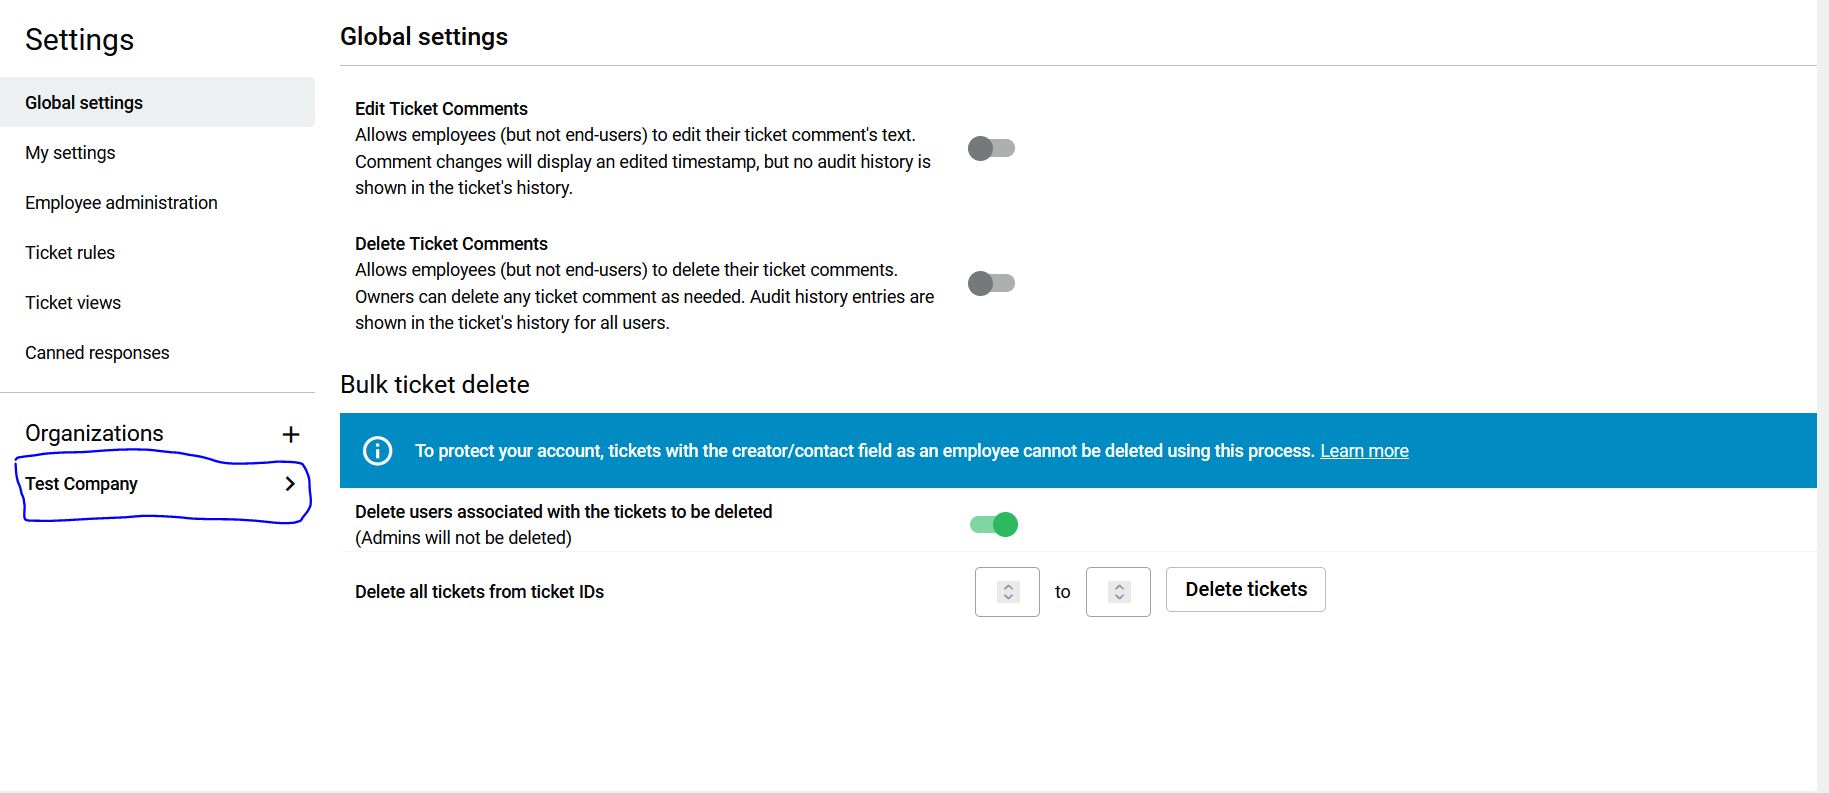 Settings
Global settings
My settings
Employee administration
Ticket rules
Ticket views
Canned responses
Organizations
Test Company
Global settings
Edit Ticket Comments
Allows employees (but not end-users) to edit their ticket comment's text.
Comment changes will display an edited timestamp, but no audit history is
shown in the ticket's history.
Delete Ticket Comments
Allows employees (but not end-users) to delete their ticket comments.
Owners can delete any ticket comment as needed. Audit history entries are
shown in the ticket's history for all users.
Bulk ticket delete
To protect your account, tickets with the creator/contact field as an employee cannot be deleted using this process. Learn more
Delete users associated with the tickets to be deleted
(Admins will not be deleted)
Delete all tickets from ticket IDs
to
Delete tickets